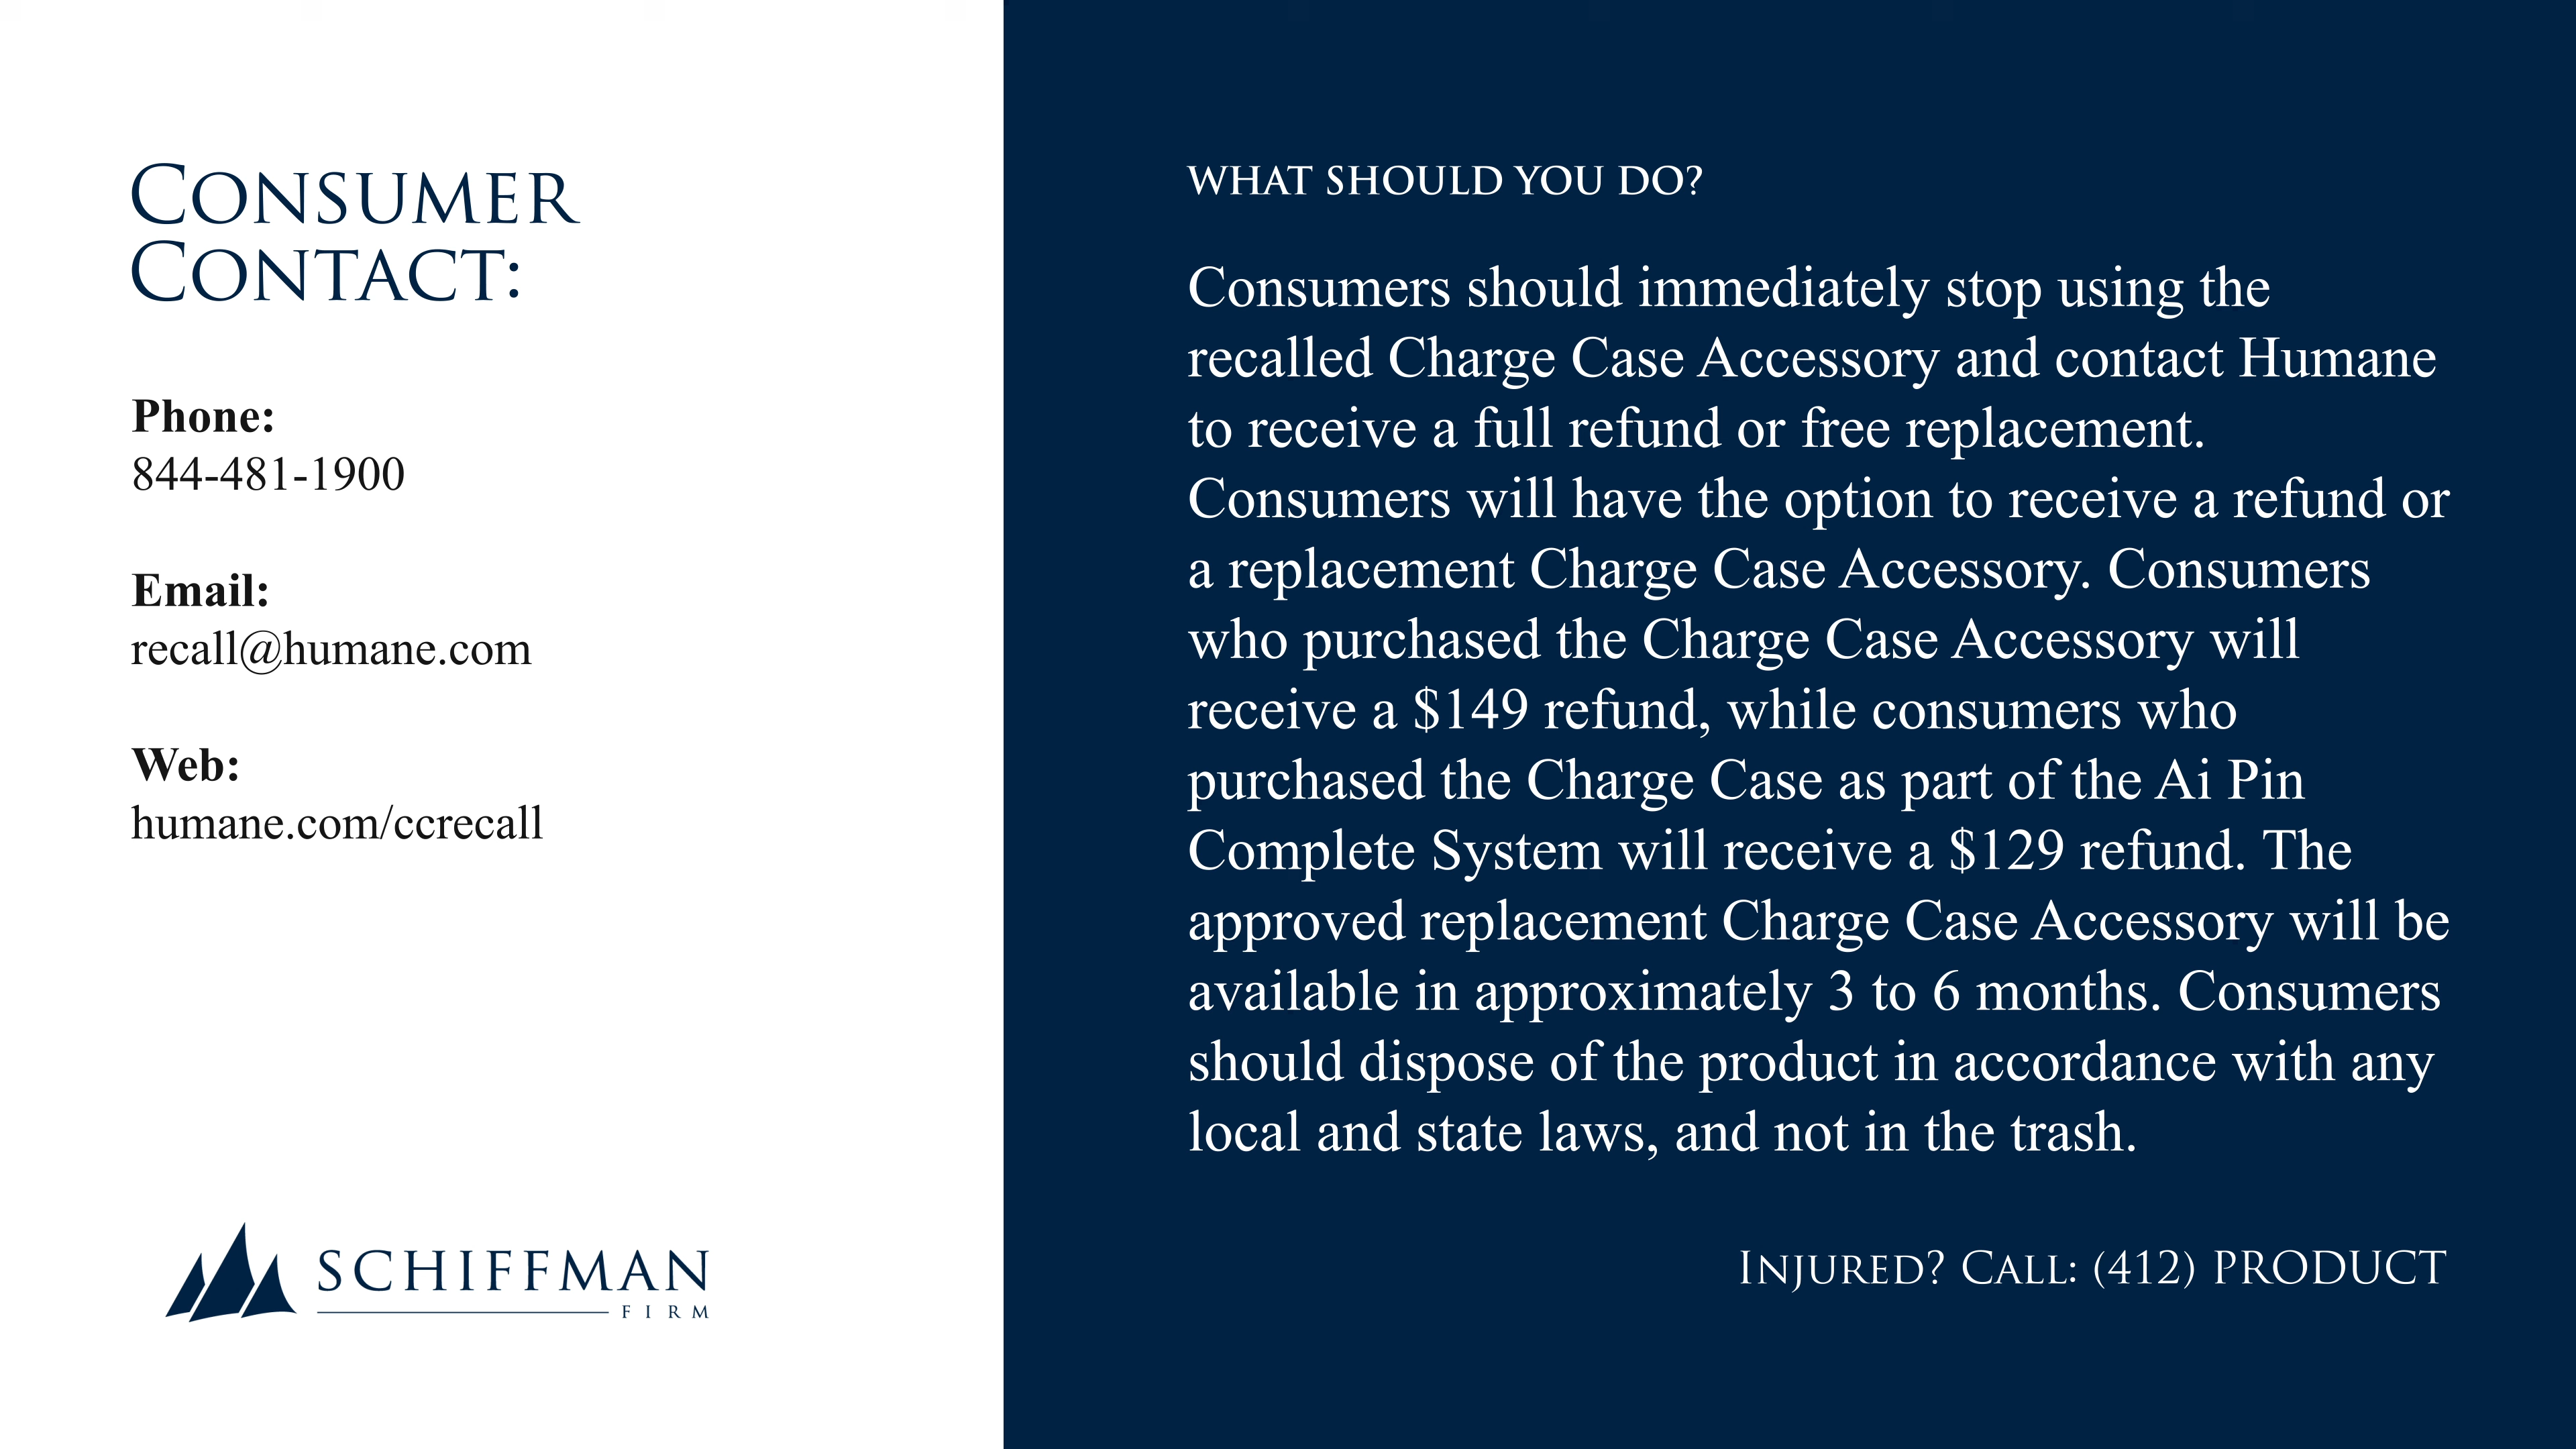 CONSUMER
CONTACT:
Phone:
844-481-1900
Email:
recall@humane.com
Web:
humane.com/ccrecall
SCHIFFMAN
FIRM
WHAT SHOULD YOU DO?
Consumers should immediately stop using the
recalled Charge Case Accessory and contact Humane
to receive a full refund or free replacement.
Consumers will have the option to receive a refund or
a replacement Charge Case Accessory. Consumers
who purchased the Charge Case Accessory will
receive a $149 refund, while consumers who
purchased the Charge Case as part of the Ai Pin
Complete System will receive a $129 refund. The
approved replacement Charge Case Accessory will be
available in approximately 3 to 6 months. Consumers
should dispose of the product in accordance with any
local and state laws, and not in the trash.
INJURED? CALL: (412) PRODUCT